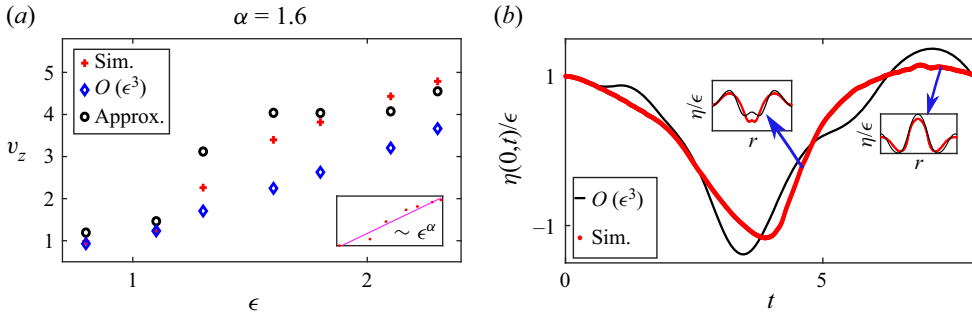 (a)
α = 1.6
Sim.
O (ϵ³)
Approx.
5
4
3
2
1
v_z
1
2
ϵ
∼ ϵ^α
(b)
1
−1
η(0,t)/ϵ
η/ϵ
r
η/ϵ
r
O (ϵ³)
Sim.
0
5
t